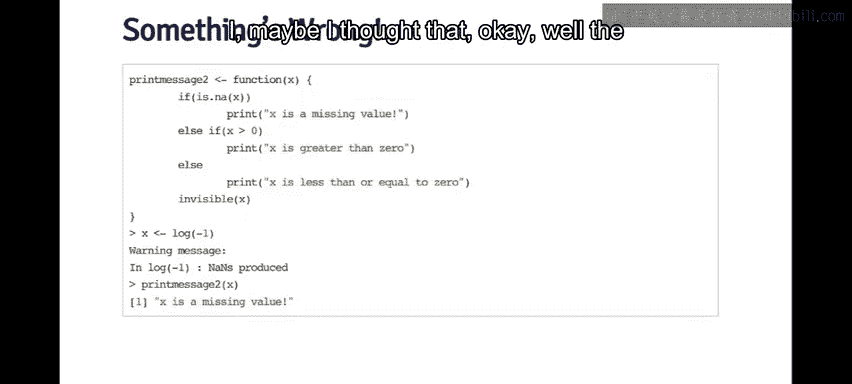 Something's Wrong!
I, maybe I thought that, okay, well the
bili.com
printmessage2 <- function(x) {
if(is.na(x))
print("x is a missing value!")
else if(x > 0)
print("x is greater than zero")
else
print("x is less than or equal to zero")
invisible(x)
}
> x <- log(-1)
Warning message:
In log(-1) : NaNs produced
> printmessage2(x)
[1] "x is a missing value!"